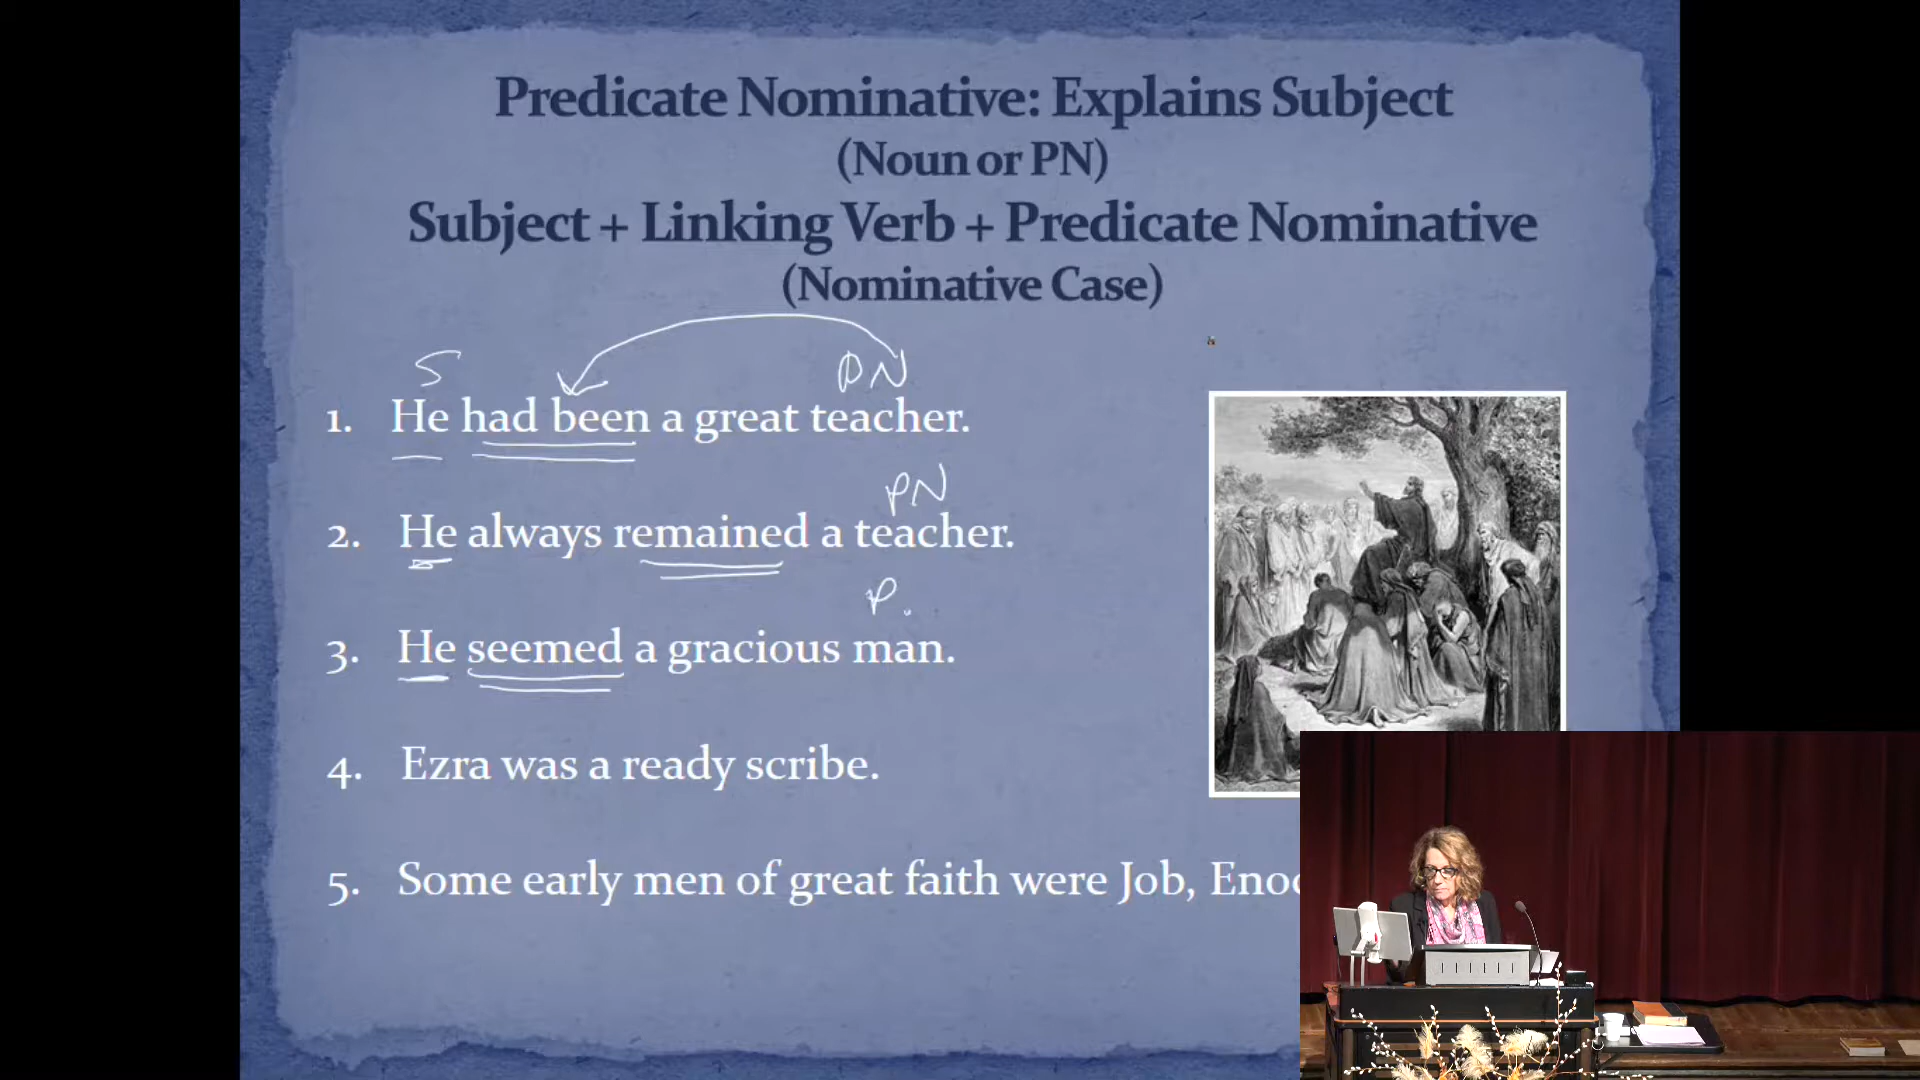 Predicate Nominative: Explains Subject
(Noun or PN)
Subject + Linking Verb + Predicate Nominative
(Nominative Case)
S PN
1. He had been a great teacher.
PN
2. He always remained a teacher.
P.
3. He seemed a gracious man.
4. Ezra was a ready scribe.
5. Some early men of great faith were Job,